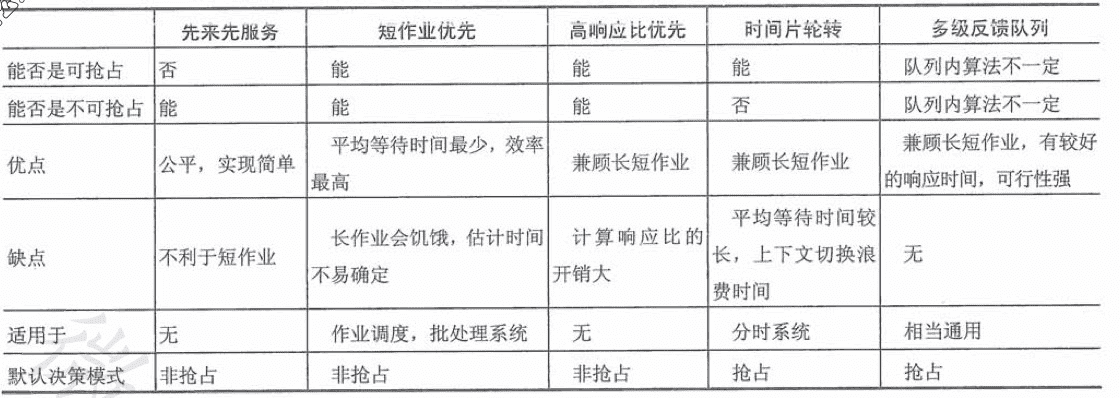 先来先服务 短作业优先 高响应比优先 时间片轮转 多级反馈队列
能否是可抢占 否 能 能 能 队列内算法不一定
能否是不可抢占 能 能 能 否 队列内算法不一定
优点 公平，实现简单 平均等待时间最少，效率最高 兼顾长短作业 兼顾长短作业 兼顾长短作业，有较好的响应时间，可行性强
缺点 不利于短作业 长作业会饥饿，估计时间不易确定 计算响应比的开销大 平均等待时间较长，上下文切换浪费时间 无
适用于 无 作业调度，批处理系统 无 分时系统 相当通用
默认决策模式 非抢占 非抢占 非抢占 抢占 抢占